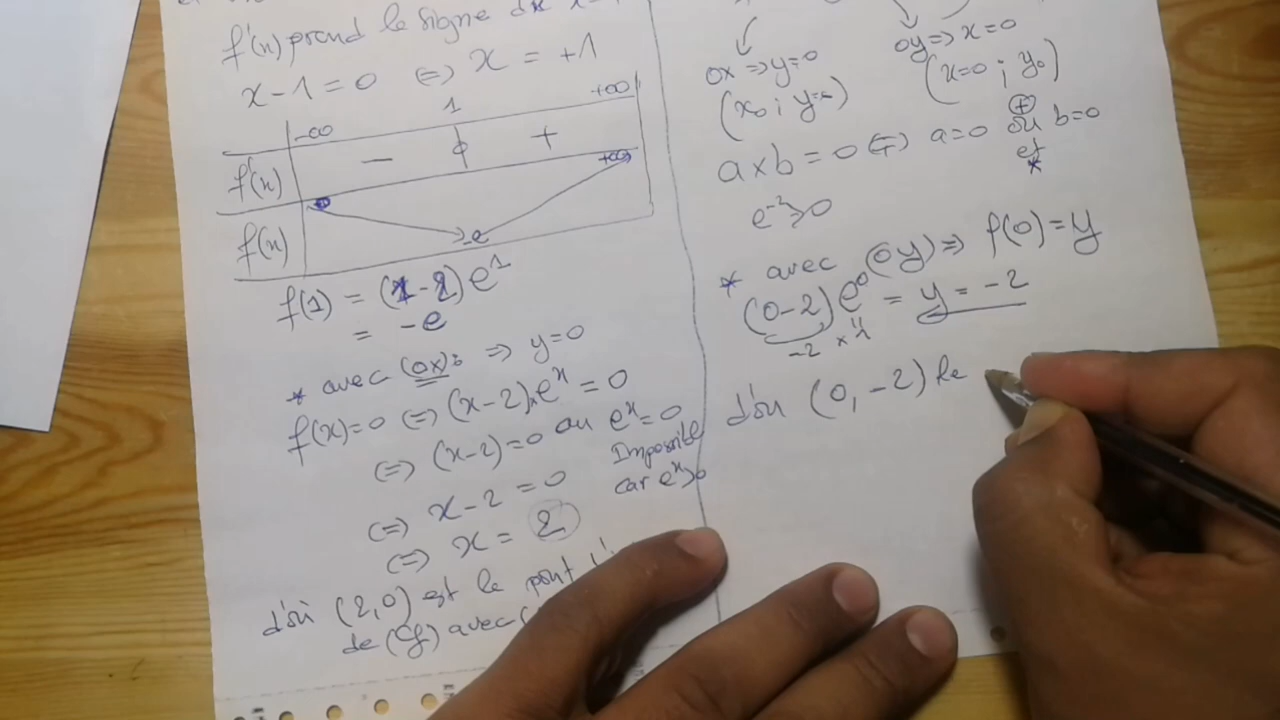 f'(x) prend le signe de x-1
x - 1 = 0 <=> x = +1
-∞ 1 +∞
f'(x) - 0 +
f(x) -e +∞
f(1) = (1-2)e^1
= -e
* avec (ox): => y=0
f(x)=0 <=> (x-2)×e^x = 0
<=> (x-2)=0 ou e^x=0
Impossible
car e^x>0
<=> x-2 = 0
<=> x = 2
d'où (2,0) est le point
de (Cf) avec
ox => y=0
(x0 ; y=0)
oy => x=0
(x=0 ; y0)
a×b = 0 <=> a=0 ou b=0
+
et
*
e^-2>0
* avec (oy) => f(0) = y
(0-2)e^0 = y = -2
-2 × 1
d'où (0, -2) le